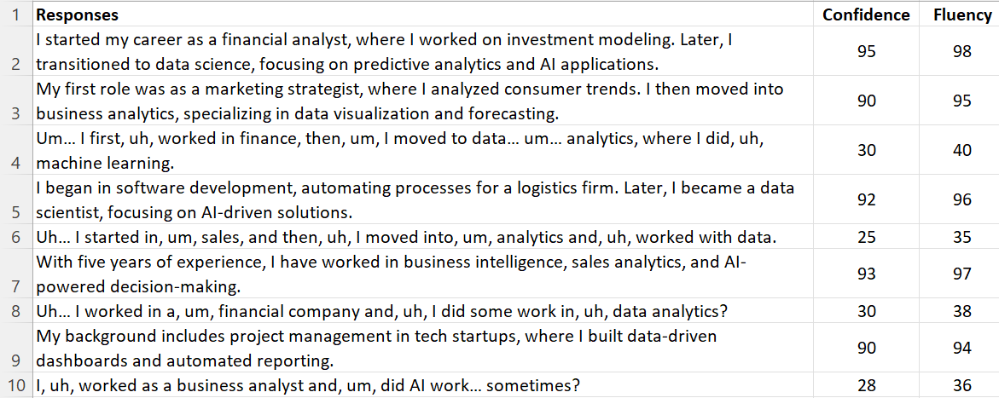 1 Responses Confidence Fluency
I started my career as a financial analyst, where I worked on investment modeling. Later, I
2 transitioned to data science, focusing on predictive analytics and AI applications. 95 98
My first role was as a marketing strategist, where I analyzed consumer trends. I then moved into
3 business analytics, specializing in data visualization and forecasting. 90 95
Um... I first, uh, worked in finance, then, um, I moved to data... um... analytics, where I did, uh,
4 machine learning. 30 40
I began in software development, automating processes for a logistics firm. Later, I became a data
5 scientist, focusing on AI-driven solutions. 92 96
6 Uh... I started in, um, sales, and then, uh, I moved into, um, analytics and, uh, worked with data. 25 35
With five years of experience, I have worked in business intelligence, sales analytics, and AI-
7 powered decision-making. 93 97
8 Uh... I worked in a, um, financial company and, uh, I did some work in, uh, data analytics? 30 38
My background includes project management in tech startups, where I built data-driven
9 dashboards and automated reporting. 90 94
10 I, uh, worked as a business analyst and, um, did AI work... sometimes? 28 36